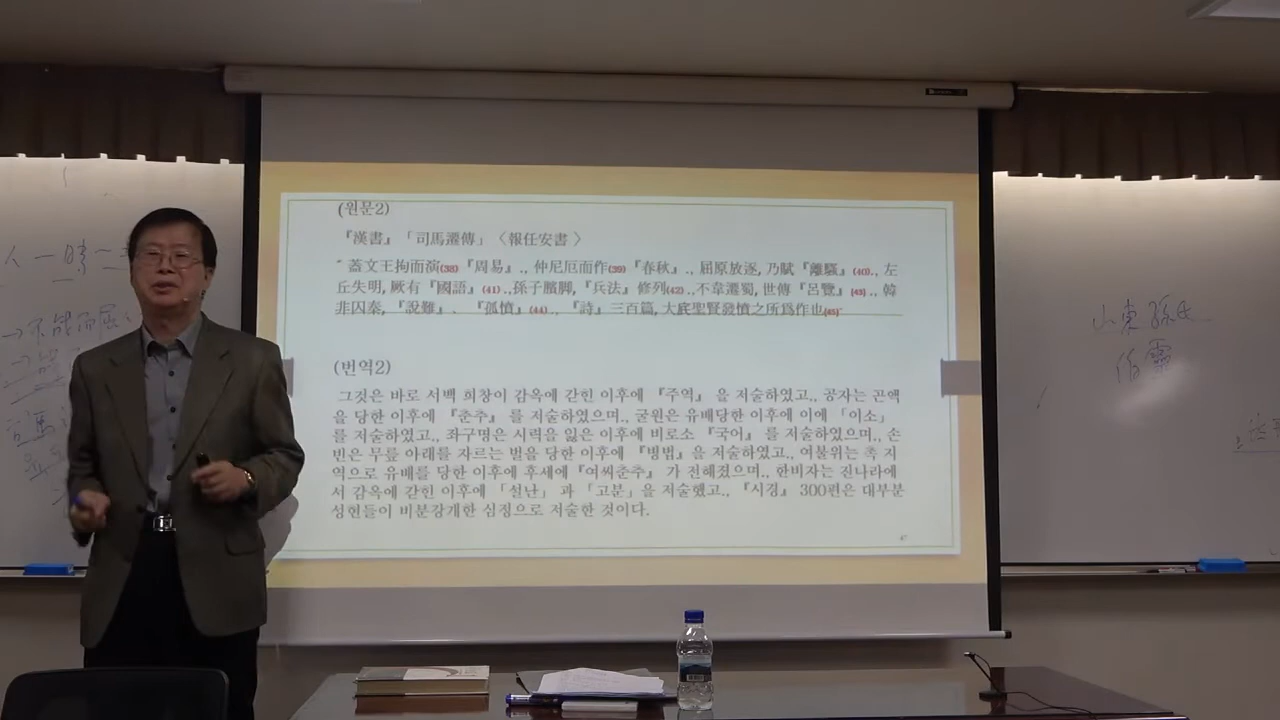 人一時
(원문2)
『漢書』「司馬遷傳」〈報任安書〉
"蓋文王拘而演(38)『周易』., 仲尼厄而作(39)『春秋』., 屈原放逐, 乃賦『離騷』(40)., 左
丘失明, 厥有『國語』(41).,孫子臏脚,『兵法』修列(42).,不韋遷蜀, 世傳『呂覽』(43)., 韓
非囚秦,『說難』、『孤憤』(44).,『詩』三百篇, 大底聖賢發憤之所爲作也(45)"
(번역2)
그것은 바로 서백 희창이 감옥에 갇힌 이후에『주역』을 저술하였고., 공자는 곤액
을 당한 이후에『춘추』를 저술하였으며., 굴원은 유배당한 이후에 이에「이소」
를 저술하였고., 좌구명은 시력을 잃은 이후에 비로소『국어』를 저술하였으며., 손
빈은 무릎 아래를 자르는 벌을 당한 이후에『병법』을 저술하였고., 여불위는 촉 지
역으로 유배를 당한 이후에 후세에『여씨춘추』가 전해졌으며., 한비자는 진나라에
서 감옥에 갇힌 이후에「설난」과「고분」을 저술했고.,『시경』300편은 대부분
성현들이 비분강개한 심정으로 저술한 것이다.
47
山東孫氏
伯靈